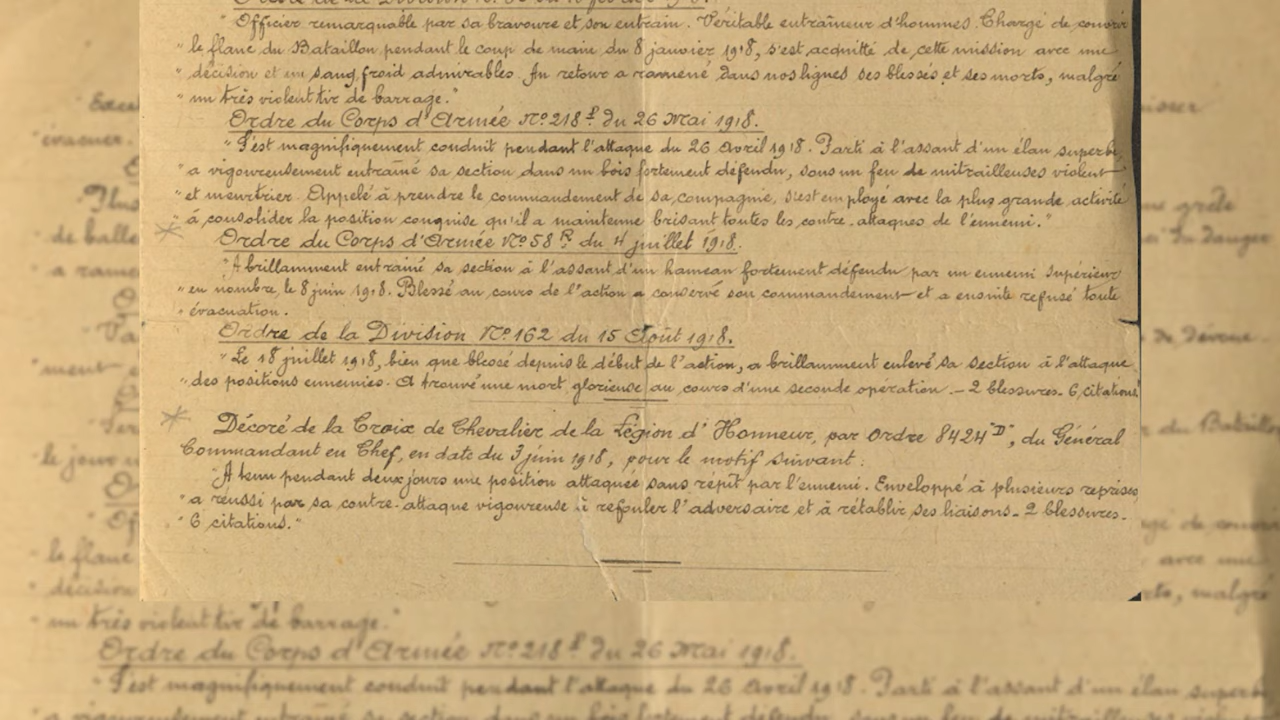 " Officier remarquable par sa bravoure et son entrain. Véritable entraîneur d'hommes. Chargé de couvrir
" le flanc du Bataillon pendant le coup de main du 8 janvier 1918, s'est acquitté de cette mission avec une
" décision et un sang froid admirables. Au retour a ramené dans nos lignes ses blessés et ses morts, malgré
" un très violent tir de barrage."
Ordre du Corps d'Armée N° 218 du 26 Mai 1918.
" S'est magnifiquement conduit pendant l'attaque du 26 Avril 1918. Parti à l'assaut d'un élan superbe,
" a vigoureusement entraîné sa section dans un bois fortement défendu, sous un feu de mitrailleuses violent
" et meurtrier. Appelé à prendre le commandement de sa compagnie, s'est employé avec la plus grande activité
" à consolider la position conquise qu'il a maintenue brisant toutes les contre-attaques de l'ennemi."
Ordre du Corps d'Armée N° 58 du 4 juillet 1918.
" A brillamment entraîné sa section à l'assaut d'un hameau fortement défendu par un ennemi supérieur
" en nombre, le 8 juin 1918. Blessé au cours de l'action a conservé son commandement et a ensuite refusé toute
" évacuation.
Ordre de la Division N° 162 du 15 Août 1918.
" Le 18 juillet 1918, bien que blessé depuis le début de l'action, a brillamment enlevé sa section à l'attaque
" des positions ennemies. A trouvé une mort glorieuse au cours d'une seconde opération. - 2 blessures. 6 citations."
Décoré de la Croix de Chevalier de la Légion d'Honneur, par Ordre 8424 "D", du Général
Commandant en Chef, en date du 3 juin 1918, pour le motif suivant :
" A tenu pendant deux jours une position attaquée sans répit par l'ennemi. Enveloppé à plusieurs reprises,
" a réussi par sa contre-attaque vigoureuse à refouler l'adversaire et à rétablir ses liaisons - 2 blessures.
" 6 citations."